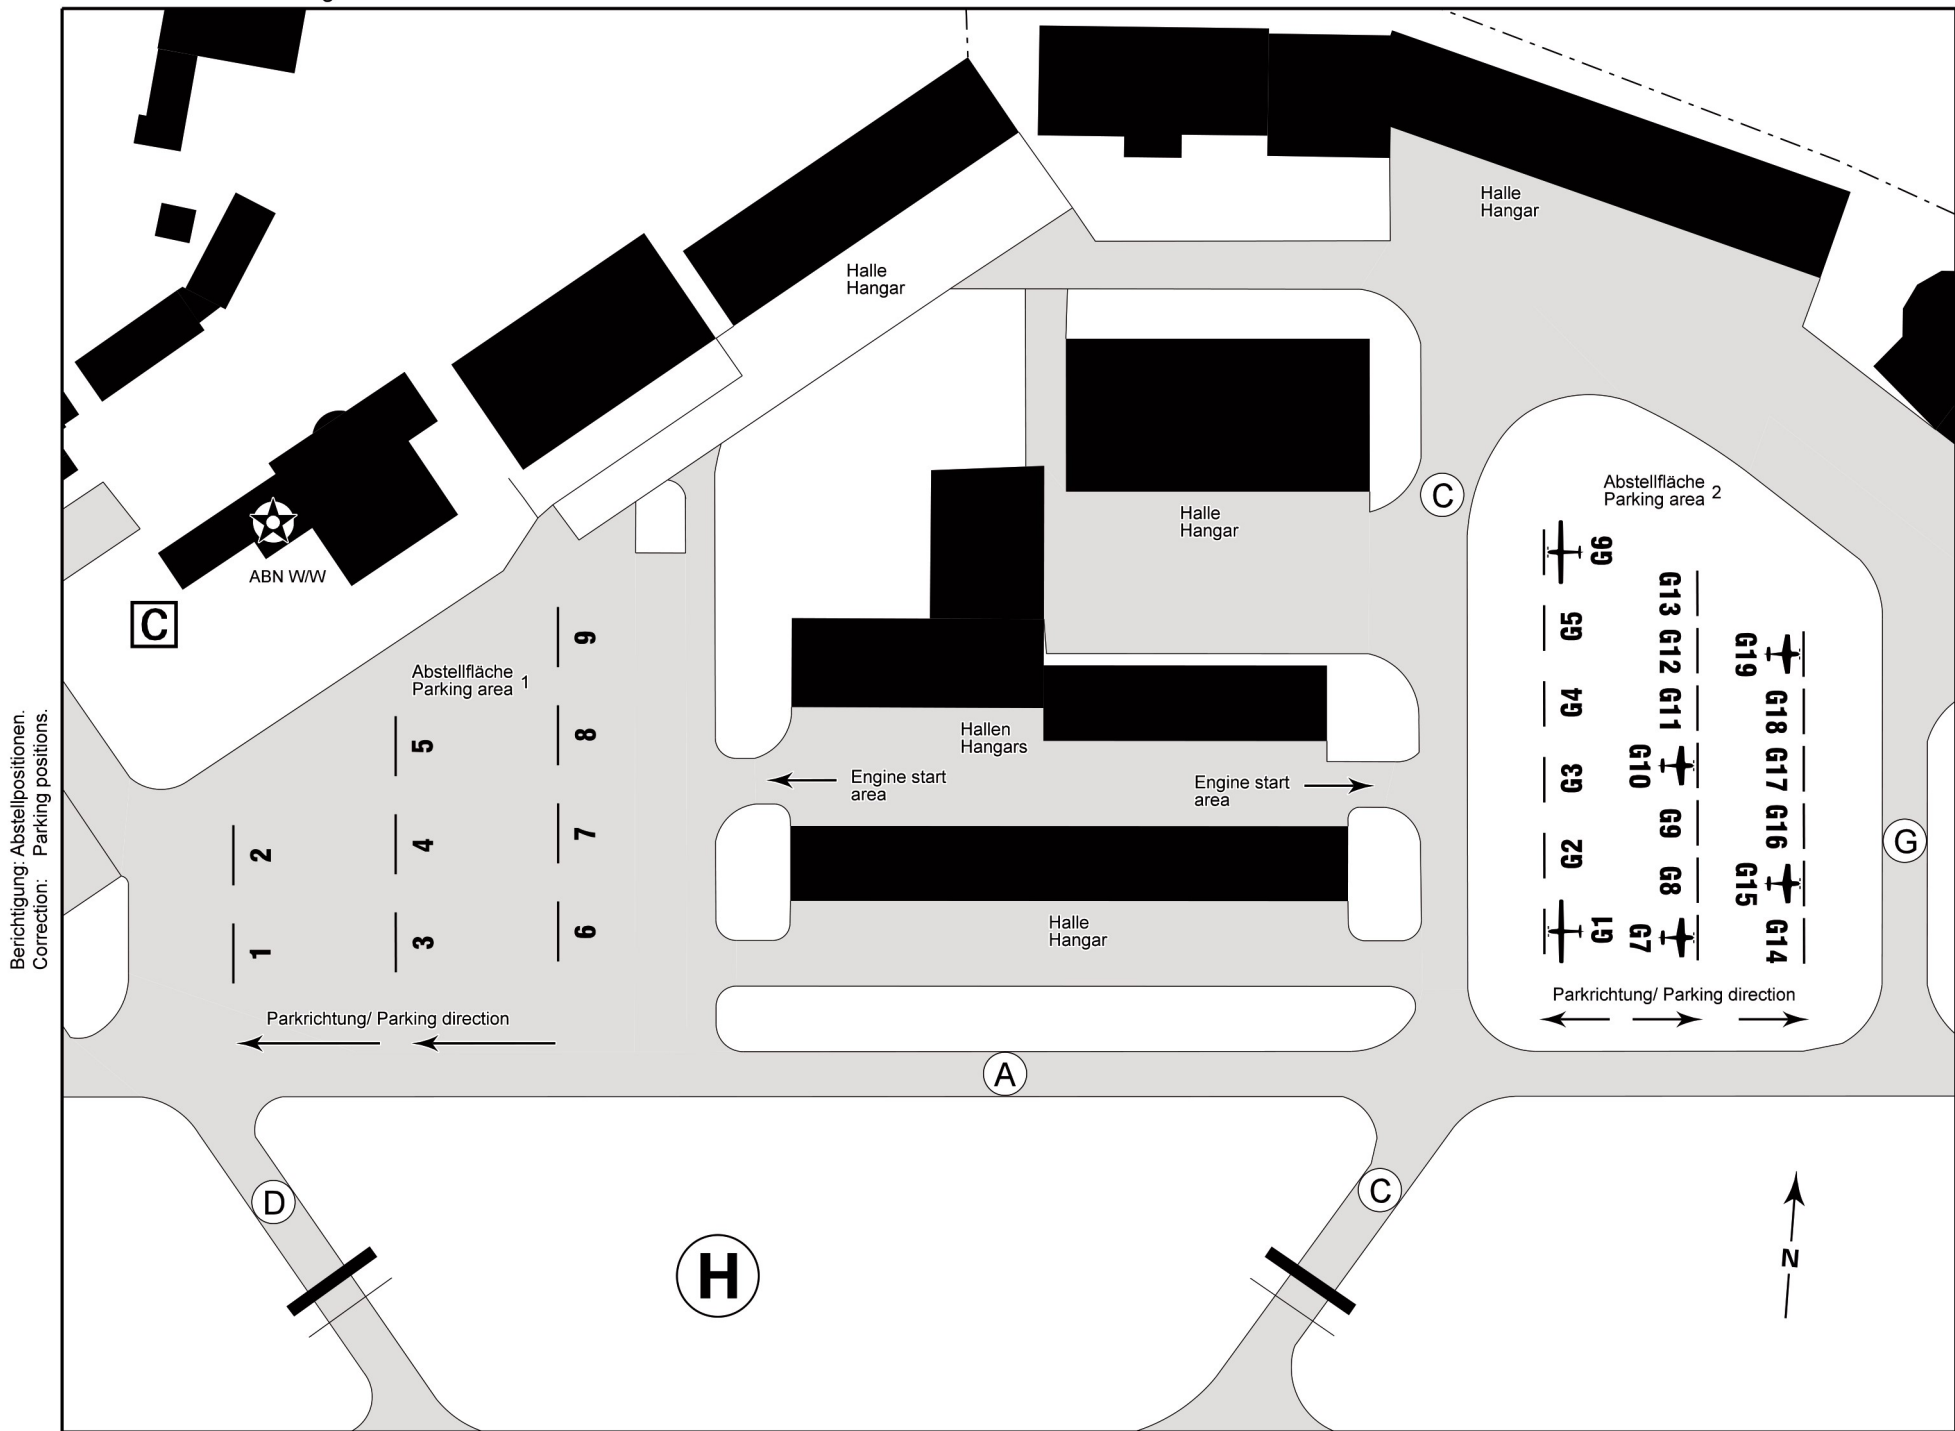 Halle
Hangar
Halle
Hangar
ABN W/W
C
Abstellfläche
Parking area 1
9
8
7
6
5
4
3
2
1
Parkrichtung/ Parking direction
Halle
Hangar
Hallen
Hangars
Engine start
area
Engine start
area
Halle
Hangar
C
Abstellfläche
Parking area 2
G6
G5
G4
G3
G2
G1
G13
G12
G11
G10
G9
G8
G7
G19
G18
G17
G16
G15
G14
Parkrichtung/ Parking direction
G
A
D
C
H
N
Berichtigung: Abstellpositionen.
Correction: Parking positions.